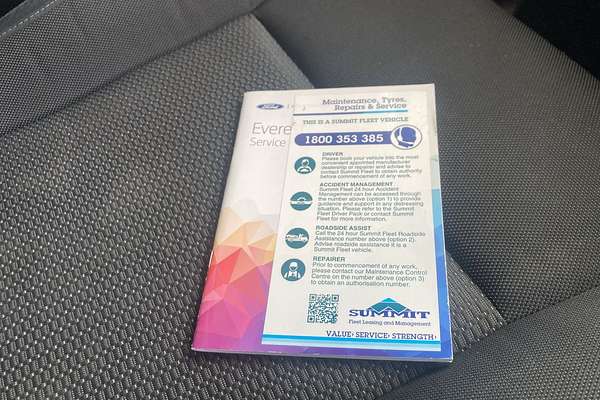 Ford
Evere
Service
Maintenance, Tyres,
Repairs & Service
THIS IS A SUMMIT FLEET VEHICLE
1800 353 385
DRIVER
Please book your vehicle into the most
convenient appointed manufacturer
dealership or repairer and advise to
contact Summit Fleet to obtain authority
before commencement of any work.
ACCIDENT MANAGEMENT
Summit Fleet 24 hour Accident
Management can be accessed through
the number above (option 1) to provide
guidance and support in any distressing
situation. Please refer to the Summit
Fleet Driver Pack or contact Summit
Fleet for more information.
ROADSIDE ASSIST
Call the 24 hour Summit Fleet Roadside
Assistance number above (option 2).
Advise roadside assistance it is a
Summit Fleet vehicle.
REPAIRER
Prior to commencement of any work,
please contact our Maintenance Control
Centre on the number above (option 3)
to obtain an authorisation number.
SUMMIT
Fleet Leasing and Management
VALUE› SERVICE› STRENGTH›